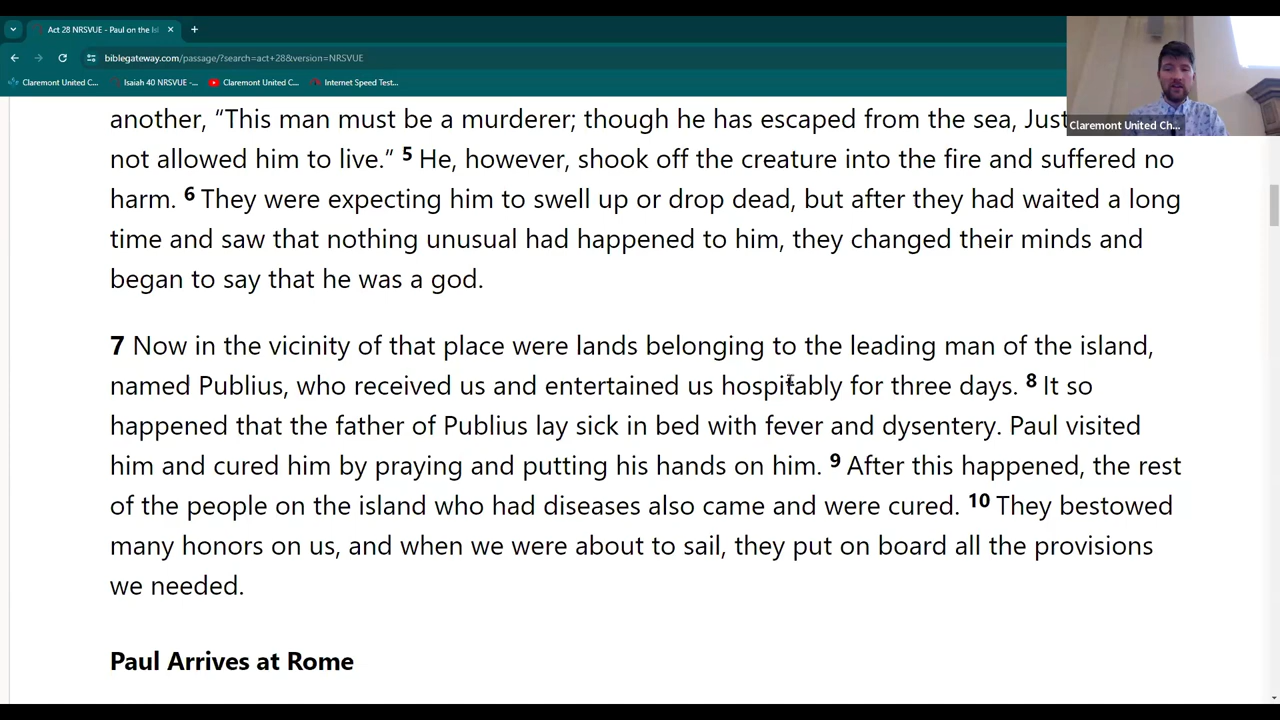 Act 28 NRSVUE - Paul on the Isl
biblegateway.com/passage/?search=act+28&version=NRSVUE
Claremont United C... Isaiah 40 NRSVUE -... Claremont United C... Internet Speed Test...
Claremont United Ch...
another, “This man must be a murderer; though he has escaped from the sea, Just
not allowed him to live.” 5 He, however, shook off the creature into the fire and suffered no
harm. 6 They were expecting him to swell up or drop dead, but after they had waited a long
time and saw that nothing unusual had happened to him, they changed their minds and
began to say that he was a god.
7 Now in the vicinity of that place were lands belonging to the leading man of the island,
named Publius, who received us and entertained us hospitably for three days. 8 It so
happened that the father of Publius lay sick in bed with fever and dysentery. Paul visited
him and cured him by praying and putting his hands on him. 9 After this happened, the rest
of the people on the island who had diseases also came and were cured. 10 They bestowed
many honors on us, and when we were about to sail, they put on board all the provisions
we needed.
Paul Arrives at Rome